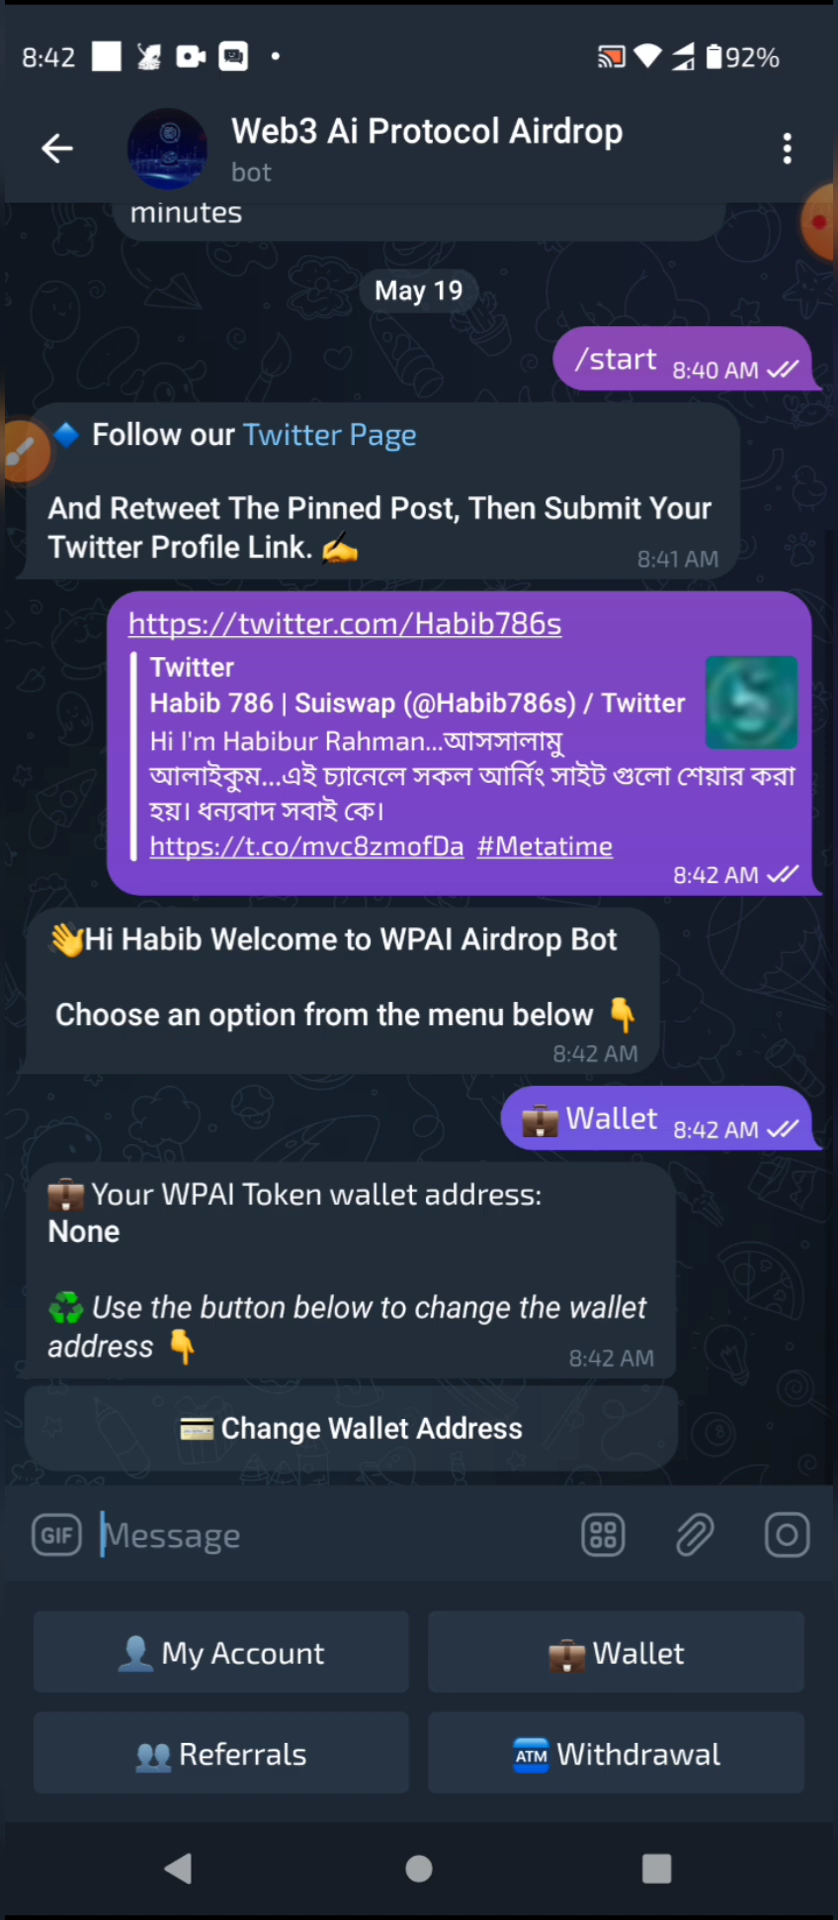 8:42
92%
Web3 Ai Protocol Airdrop
bot
minutes
May 19
/start 8:40 AM
Follow our Twitter Page
And Retweet The Pinned Post, Then Submit Your
Twitter Profile Link.
8:41 AM
https://twitter.com/Habib786s
Twitter
Habib 786 | Suiswap (@Habib786s) / Twitter
Hi I'm Habibur Rahman...আসসালামু
আলাইকুম...এই চ্যানেলে সকল আর্নিং সাইট গুলো শেয়ার করা
হয়। ধন্যবাদ সবাই কে।
https://t.co/mvc8zmofDa #Metatime
8:42 AM
Hi Habib Welcome to WPAI Airdrop Bot
Choose an option from the menu below
8:42 AM
Wallet 8:42 AM
Your WPAI Token wallet address:
None
Use the button below to change the wallet
address
8:42 AM
Change Wallet Address
GIF Message
My Account
Wallet
Referrals
ATM Withdrawal